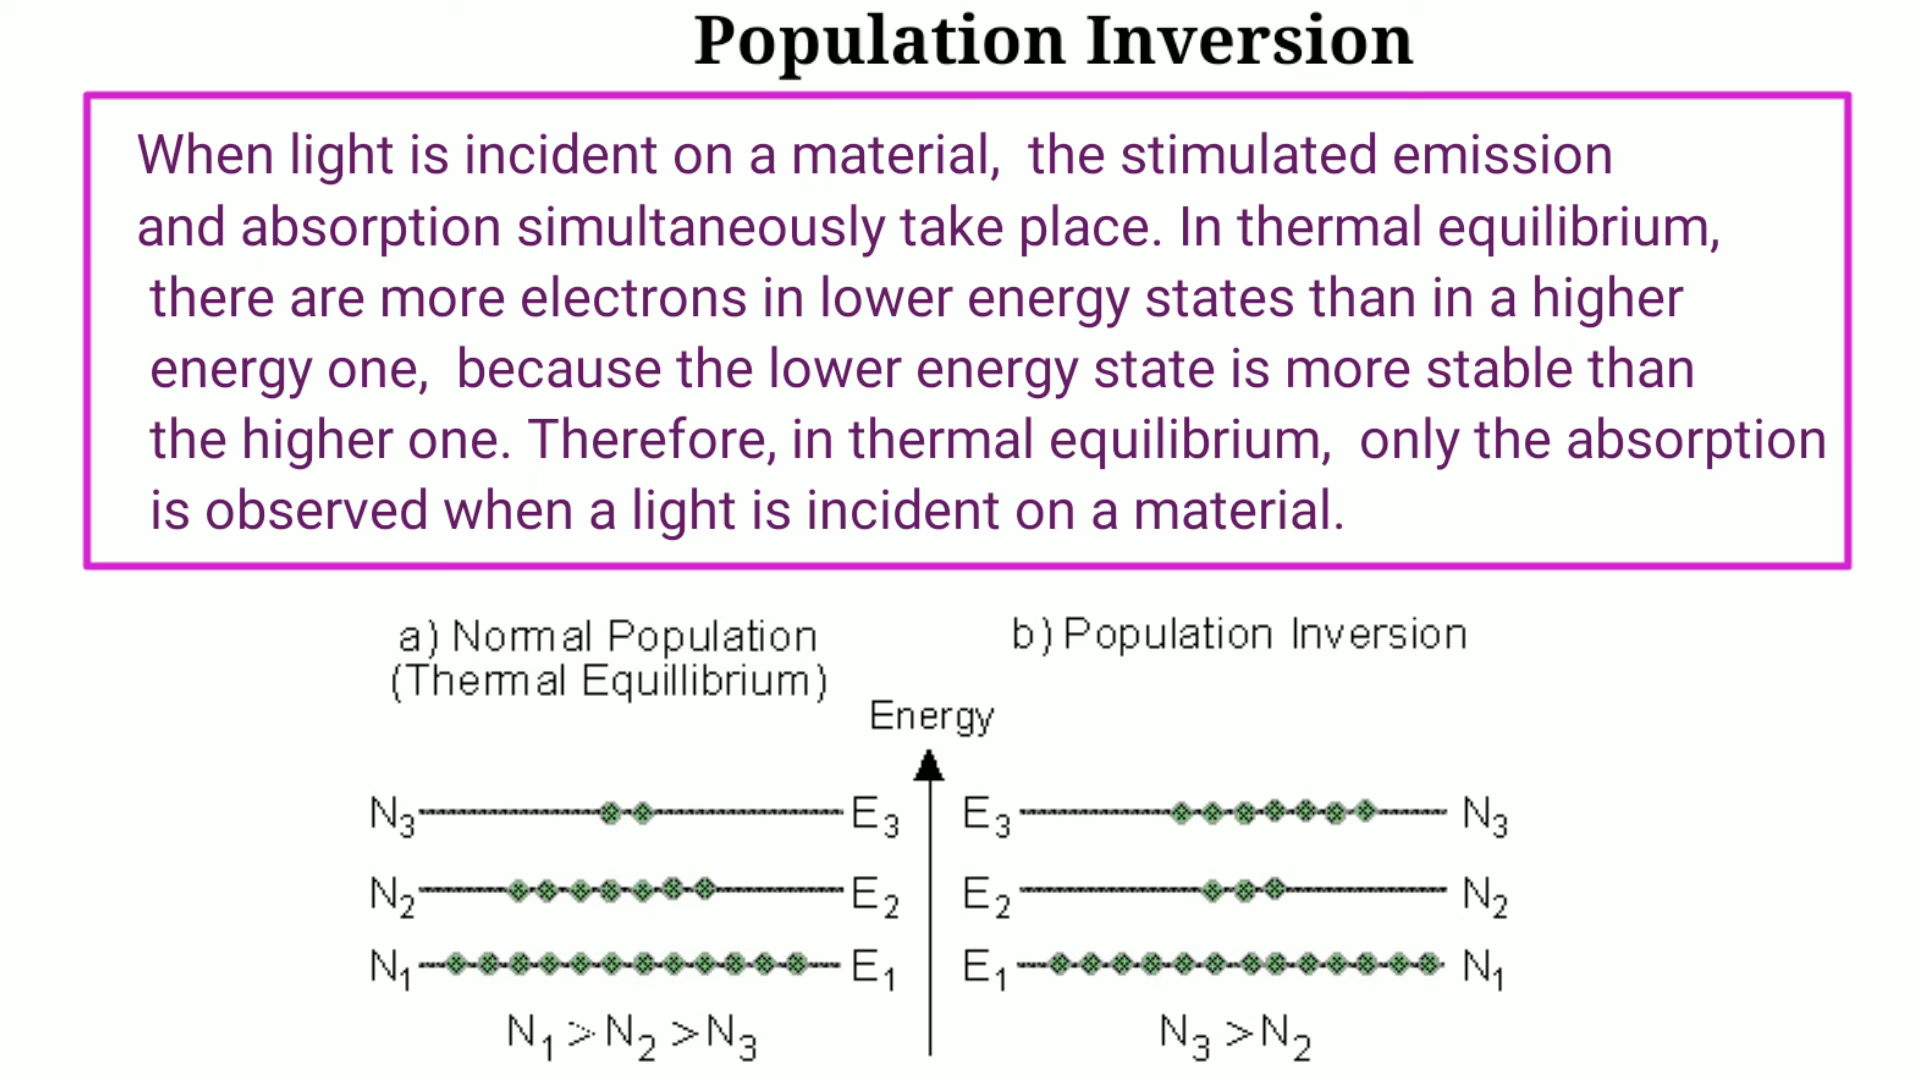 Population Inversion
When light is incident on a material, the stimulated emission
and absorption simultaneously take place. In thermal equilibrium,
there are more electrons in lower energy states than in a higher
energy one, because the lower energy state is more stable than
the higher one. Therefore, in thermal equilibrium, only the absorption
is observed when a light is incident on a material.
a) Normal Population
(Thermal Equillibrium)
b) Population Inversion
Energy
N₃ E₃ E₃ N₃
N₂ E₂ E₂ N₂
N₁ E₁ E₁ N₁
N₁ > N₂ > N₃
N₃ > N₂